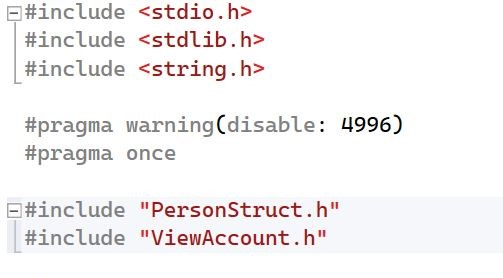 #include <stdio.h>
#include <stdlib.h>
#include <string.h>
#pragma warning(disable: 4996)
#pragma once
#include "PersonStruct.h"
#include "ViewAccount.h"